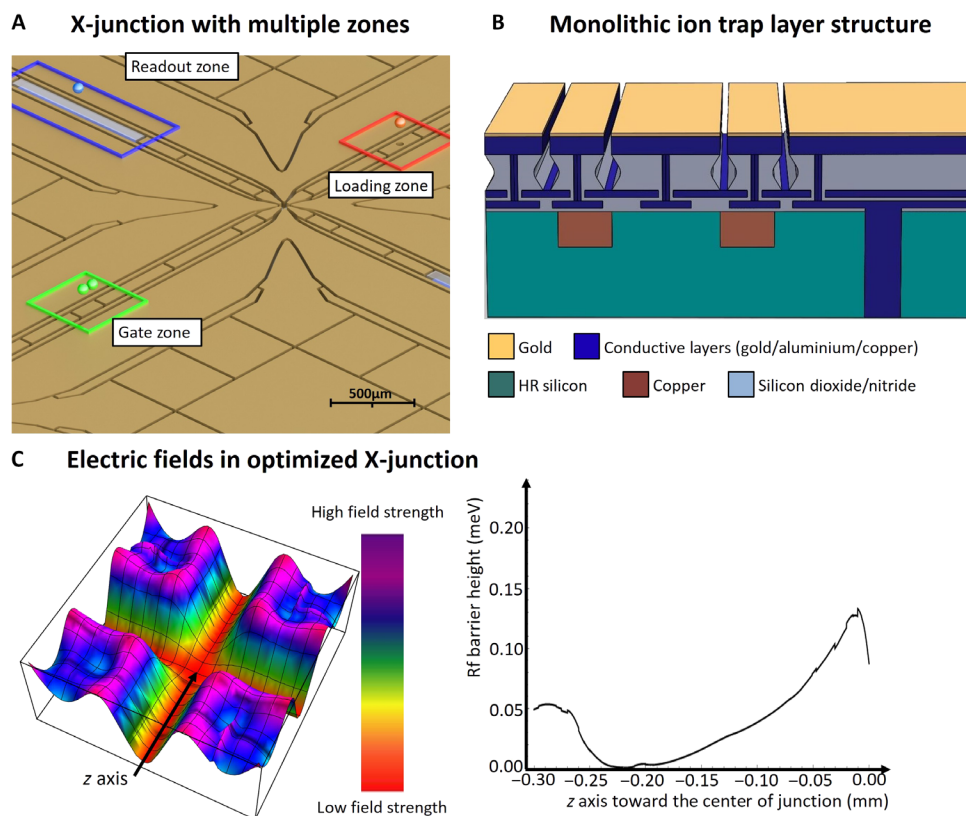 A X-junction with multiple zones
Readout zone
Loading zone
Gate zone
500μm
B Monolithic ion trap layer structure
Gold
Conductive layers (gold/aluminium/copper)
HR silicon
Copper
Silicon dioxide/nitride
C Electric fields in optimized X-junction
High field strength
Low field strength
z axis
Rf barrier height (meV)
0.20
0.15
0.10
0.05
0.00
−0.30 −0.25 −0.20 −0.15 −0.10 −0.05 0.00
z axis toward the center of junction (mm)